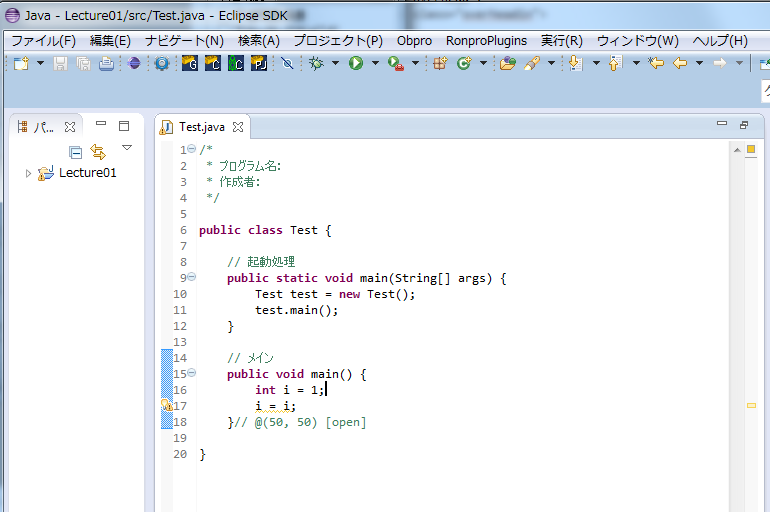 Java - Lecture01/src/Test.java - Eclipse SDK
ファイル(F) 編集(E) ナビゲート(N) 検索(A) プロジェクト(P) Obpro RonproPlugins 実行(R) ウィンドウ(W) ヘルプ(H)
パ...
Lecture01
Test.java
1 /*
2 * プログラム名:
3 * 作成者:
4 */
5
6 public class Test {
7
8 // 起動処理
9 public static void main(String[] args) {
10 Test test = new Test();
11 test.main();
12 }
13
14 // メイン
15 public void main() {
16 int i = 1;
17 i = i;
18 }// @(50, 50) [open]
19
20 }